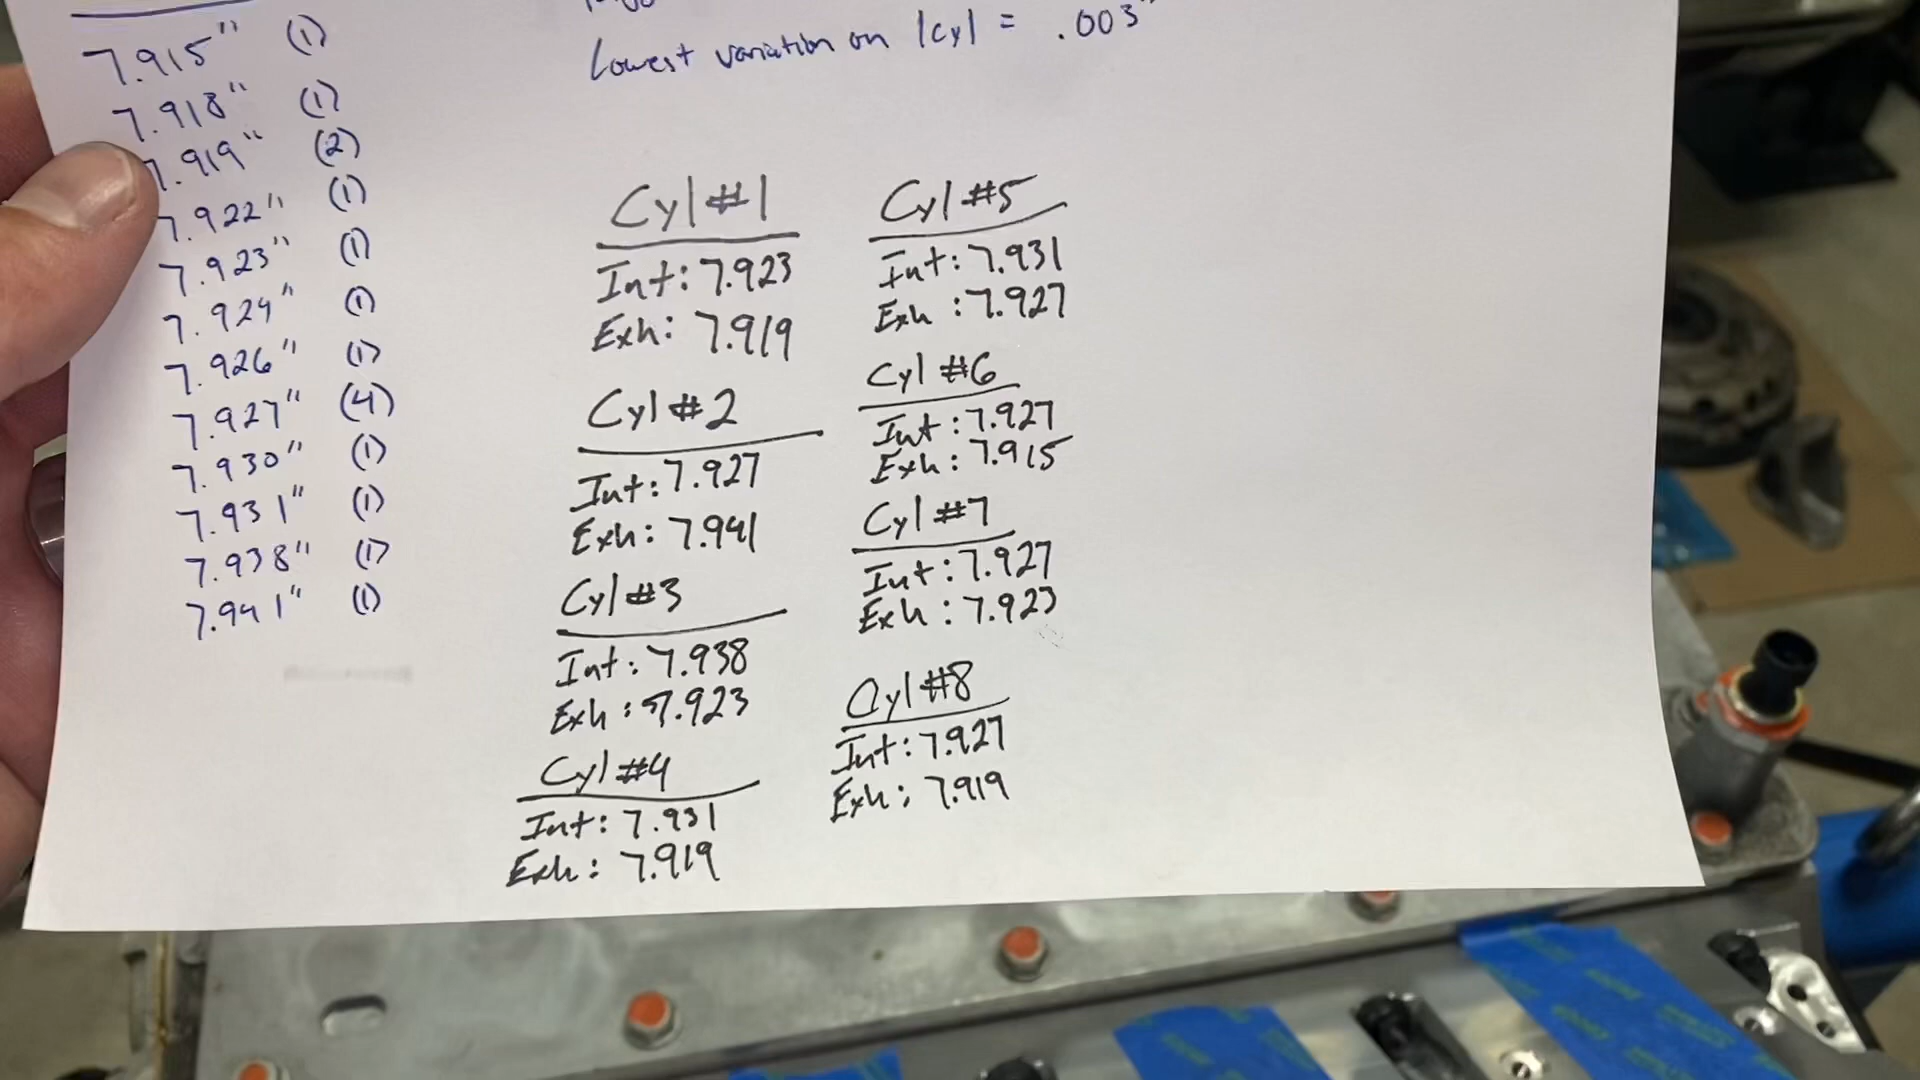 7.915" (1)
7.918" (1)
7.919" (2)
7.922" (1)
7.923" (1)
7.924" (1)
7.926" (1)
7.927" (4)
7.930" (1)
7.931" (1)
7.938" (1)
7.941" (1)
Lowest variation on 1cyl = .003"
Cyl #1
Int: 7.923
Exh: 7.919
Cyl #2
Int: 7.927
Exh: 7.941
Cyl #3
Int: 7.938
Exh: 7.923
Cyl #4
Int: 7.931
Exh: 7.919
Cyl #5
Int: 7.931
Exh: 7.927
Cyl #6
Int: 7.927
Exh: 7.915
Cyl #7
Int: 7.927
Exh: 7.923
Cyl #8
Int: 7.927
Exh: 7.919